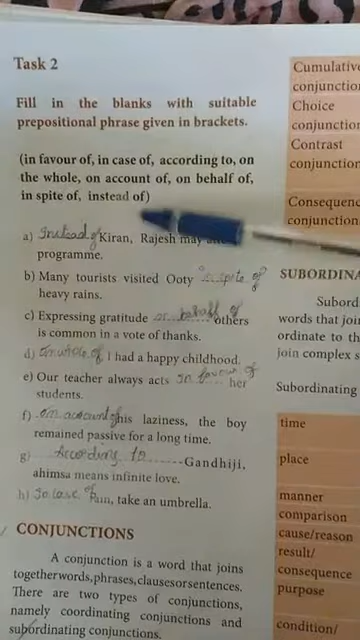 Task 2
Fill in the blanks with suitable
prepositional phrase given in brackets.
(in favour of, in case of, according to, on
the whole, on account of, on behalf of,
in spite of, instead of)
a) Instead of Kiran, Rajesh may
programme.
b) Many tourists visited Ooty in spite of
heavy rains.
c) Expressing gratitude on behalf of others
is common in a vote of thanks.
d) On whole of I had a happy childhood.
e) Our teacher always acts In favour of her
students.
f) on account of his laziness, the boy
remained passive for a long time.
g) According to Gandhiji,
ahimsa means infinite love.
h) In case of Rain, take an umbrella.
CONJUNCTIONS
A conjunction is a word that joins
together words, phrases, clauses or sentences.
There are two types of conjunctions,
namely coordinating conjunctions and
subordinating conjunctions.
Cumulative
conjunction
Choice
conjunction
Contrast
conjunction
Consequenc
conjunction
SUBORDINA
Subord
words that join
ordinate to th
join complex s
Subordinating
time
place
manner
comparison
cause/reason
result/
consequence
purpose
condition/